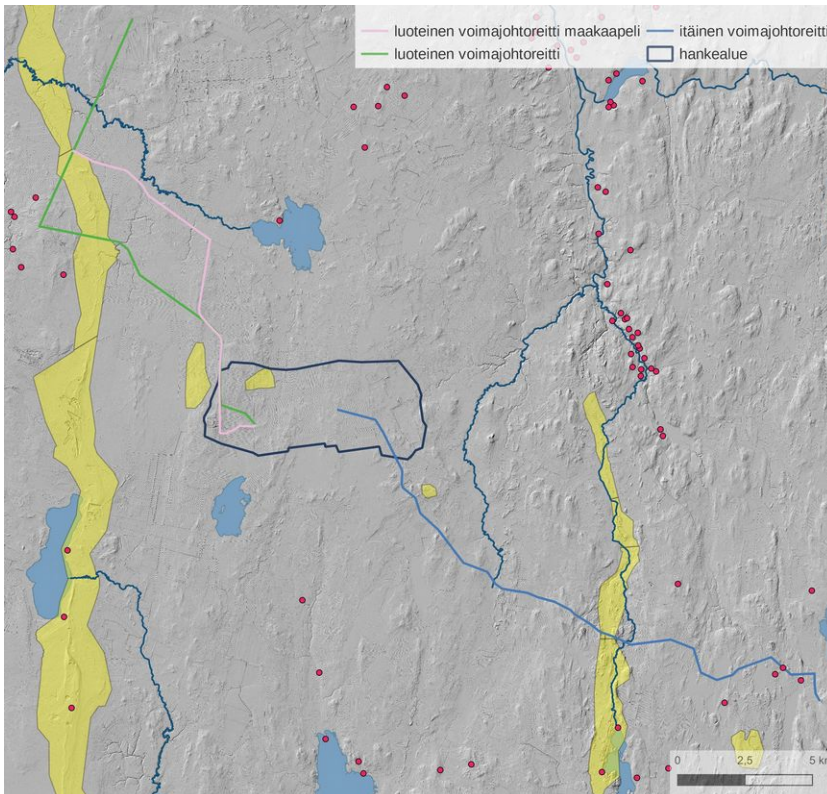 luoteinen voimajohtoreitti maakaapeli
luoteinen voimajohtoreitti
itäinen voimajohtoreitti
hankealue
0 2,5 5 km